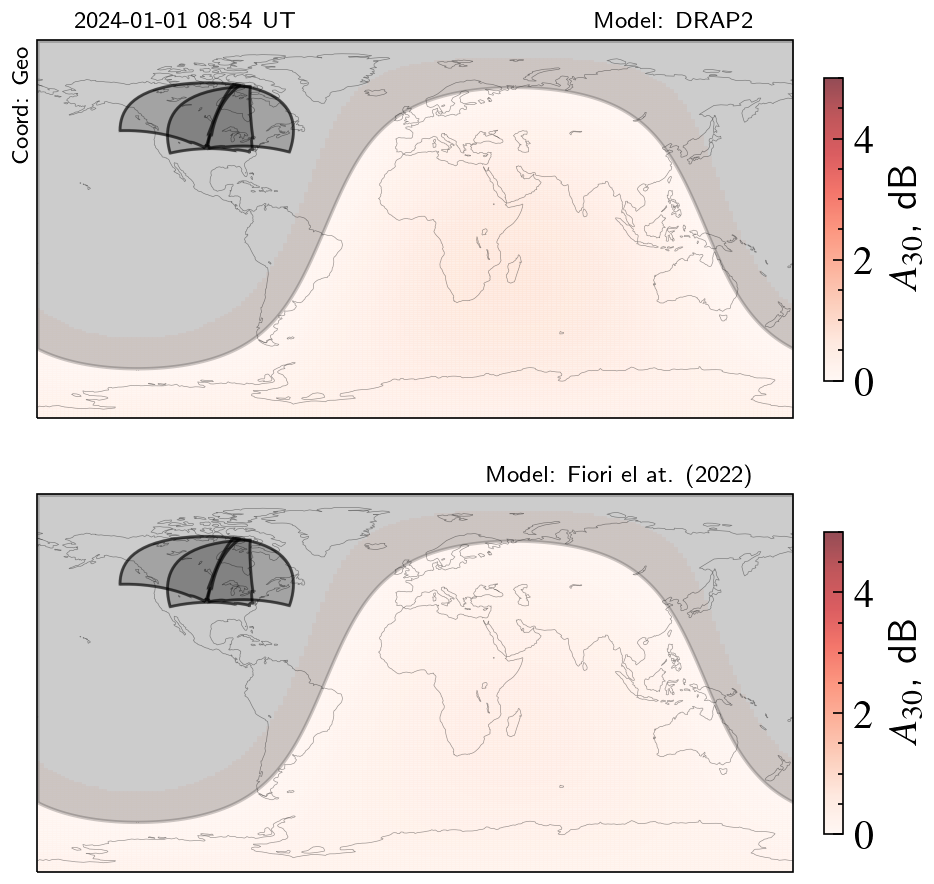 2024-01-01 08:54 UT
Model: DRAP2
Coord: Geo
4
2
0
A30, dB
Model: Fiori el at. (2022)
4
2
0
A30, dB